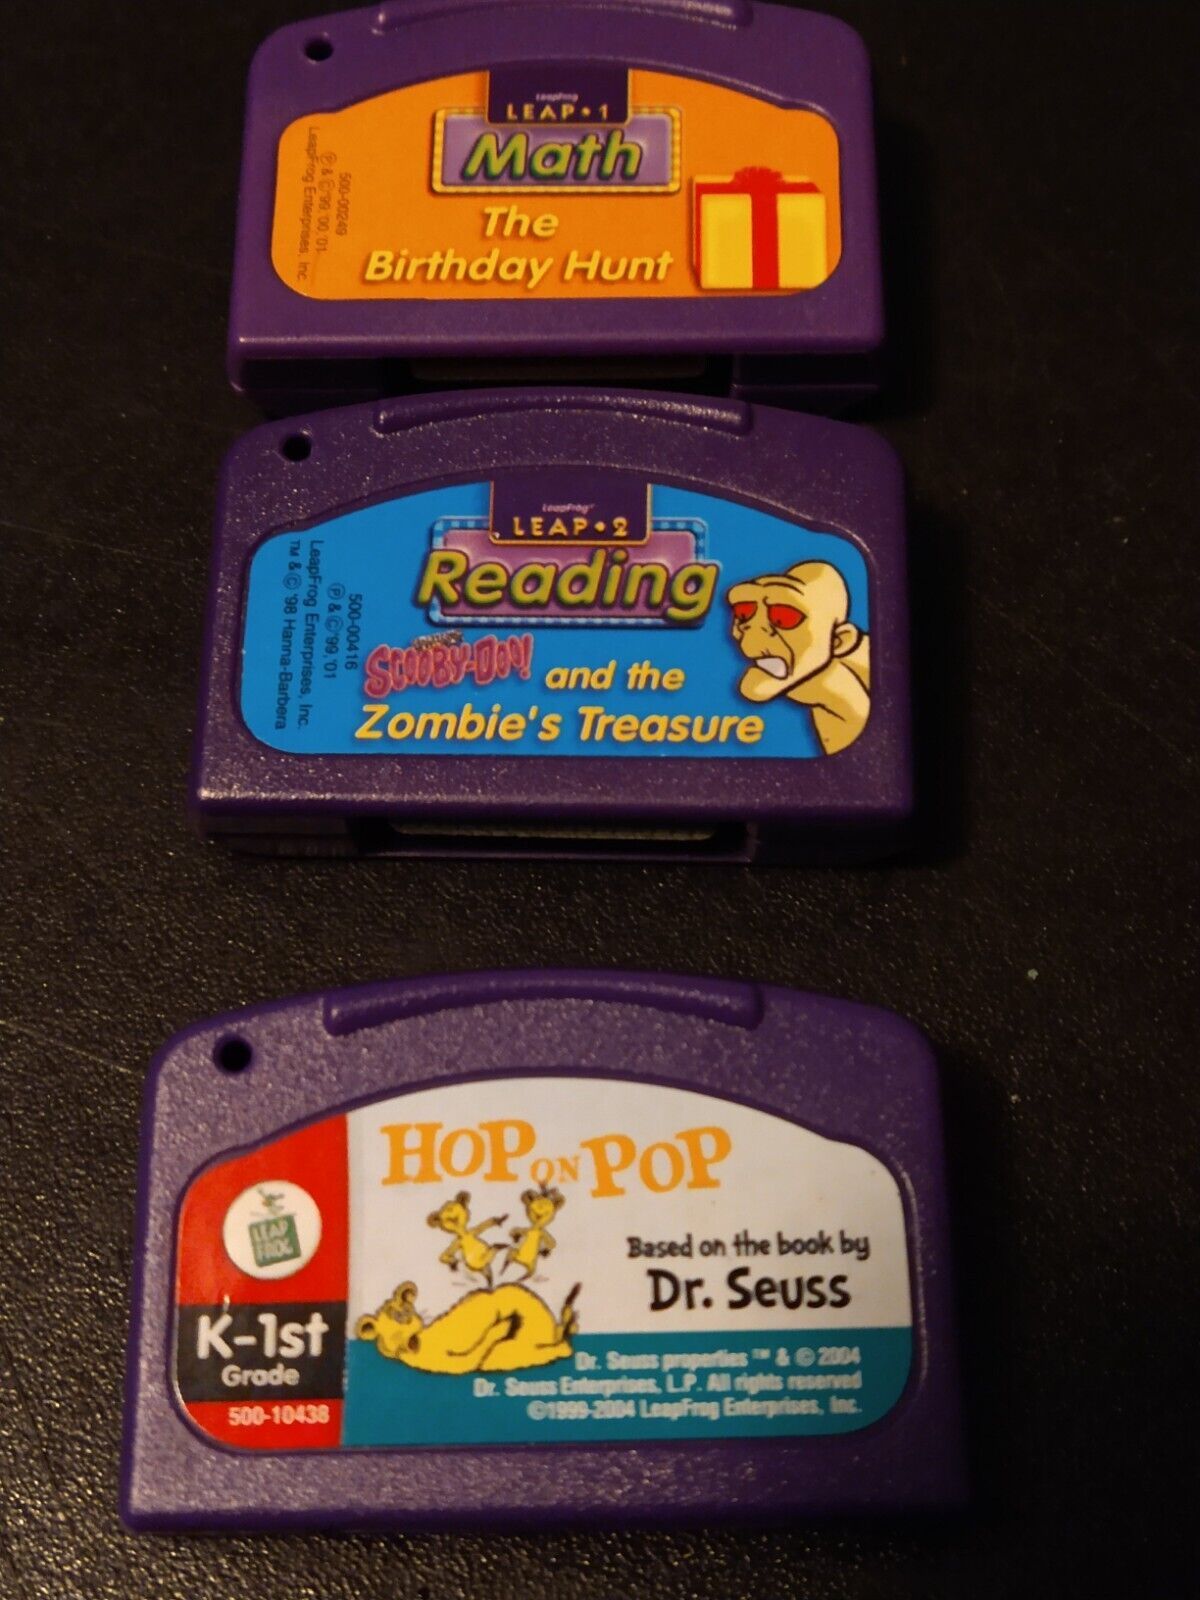 LeapFrog
LEAP•1
Math
The
Birthday Hunt
500-00249
℗ & ©'99 '00 '01
LeapFrog Enterprises, Inc
LeapFrog™
LEAP•2
Reading
SCOOBY-DOO! and the
Zombie's Treasure
500-00416
℗ & ©'99,'01
LeapFrog Enterprises, Inc.
TM & © '98 Hanna-Barbera
HOP ON POP
Based on the book by
Dr. Seuss
LEAP
FROG
K-1st
Grade
500-10438
Dr. Seuss properties ™ & © 2004
Dr. Seuss Enterprises, L.P. All rights reserved
©1999-2004 LeapFrog Enterprises, Inc.